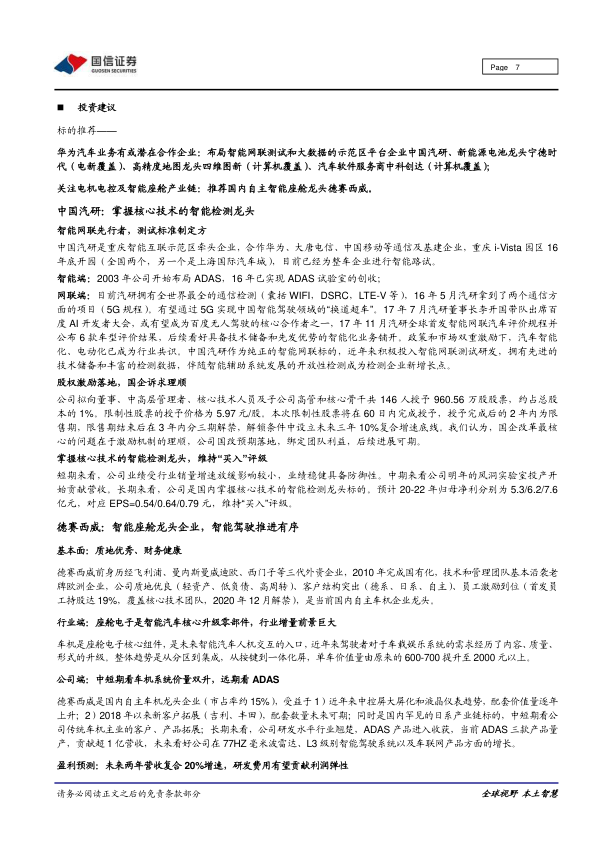 国信证券
GUOSEN SECURITIES
Page 7
■ 投资建议
标的推荐——
华为汽车业务有或潜在合作企业：布局智能网联测试和大数据的示范区平台企业中国汽研、新能源电池龙头宁德时
代（电新覆盖）、高精度地图龙头四维图新（计算机覆盖）、汽车软件服务商中科创达（计算机覆盖）；
关注电机电控及智能座舱产业链：推荐国内自主智能座舱龙头德赛西威。
中国汽研：掌握核心技术的智能检测龙头
智能网联先行者，测试标准制定方
中国汽研是重庆智能互联示范区牵头企业，合作华为、大唐电信、中国移动等通信及基建企业，重庆 i-Vista 园区 16
年底开园（全国两个，另一个是上海国际汽车城），目前已经为整车企业进行智能路试。
智能端：2003 年公司开始布局 ADAS，16 年已实现 ADAS 试验室的创收；
网联端：目前汽研拥有全世界最全的通信检测（囊括 WIFI，DSRC，LTE-V 等），16 年 5 月汽研拿到了两个通信方
面的项目（5G 规程），有望通过 5G 实现中国智能驾驶领域的“换道超车”。17 年 7 月汽研董事长李开国带队出席百
度 AI 开发者大会，或有望成为百度无人驾驶的核心合作者之一，17 年 11 月汽研全球首发智能网联汽车评价规程并
公布 6 款车型评价结果，后续看好具备技术储备和先发优势的智能化业务铺开。政策和市场双重激励下，汽车智能
化、电动化已成为行业共识。中国汽研作为纯正的智能网联标的，近年来积极投入智能网联测试研发，拥有先进的
技术储备和丰富的检测数据，伴随智能辅助系统发展的开放性检测成为检测企业新增长点。
股权激励落地，国企诉求理顺
公司拟向董事、中高层管理者、核心技术人员及子公司高管和核心骨干共 146 人授予 960.56 万股股票，约占总股
本的 1%。限制性股票的授予价格为 5.97 元/股。本次限制性股票将在 60 日内完成授予，授予完成后的 2 年内为限
售期，限售期结束后在 3 年内分三期解禁，解锁条件中设立未来三年 10%复合增速底线。我们认为，国企改革最核
心的问题在于激励机制的理顺，公司国改预期落地，绑定团队利益，后续进展可期。
掌握核心技术的智能检测龙头，维持“买入”评级
短期来看，公司业绩受行业销量增速放缓影响较小，业绩稳健具备防御性。中期来看公司明年的风洞实验室投产开
始贡献营收。长期来看，公司是国内掌握核心技术的智能检测龙头标的。预计 20-22 年归母净利分别为 5.3/6.2/7.6
亿元，对应 EPS=0.54/0.64/0.79 元，维持“买入”评级。
德赛西威：智能座舱龙头企业，智能驾驶推进有序
基本面：质地优秀、财务健康
德赛西威前身历经飞利浦、曼内斯曼威迪欧、西门子等三代外资企业，2010 年完成国有化，技术和管理团队基本沿袭老
牌欧洲企业，公司质地优良（轻资产、低负债、高周转）、客户结构突出（德系、日系、自主）、员工激励到位（首发员
工持股达 19%，覆盖核心技术团队，2020 年 12 月解禁），是当前国内自主车机企业龙头。
行业端：座舱电子是智能汽车核心升级零部件，行业增量前景巨大
车机是座舱电子核心组件，是未来智能汽车人机交互的入口，近年来驾驶者对于车载娱乐系统的需求经历了内容、质量、
形式的升级。整体趋势是从分区到集成、从按键到一体化屏，单车价值量由原来的 600-700 提升至 2000 元以上。
公司端：中短期看车机系统价量双升，远期看 ADAS
德赛西威是国内自主车机龙头企业（市占率约 15%），受益于 1）近年来中控屏大屏化和液晶仪表趋势，配套价值量逐年
上升；2）2018 年以来新客户拓展（吉利、丰田），配套数量未来可期；同时是国内罕见的日系产业链标的，中短期看公
司传统车机主业的客户、产品拓展；长期来看，公司研发水平行业翘楚，ADAS 产品进入收获，当前 ADAS 三款产品量
产，贡献超 1 亿营收，未来看好公司在 77HZ 毫米波雷达、L3 级别智能驾驶系统以及车联网产品方面的增长。
盈利预测：未来两年营收复合 20%增速，研发费用有望贡献利润弹性
请务必阅读正文之后的免责条款部分
全球视野 本土智慧